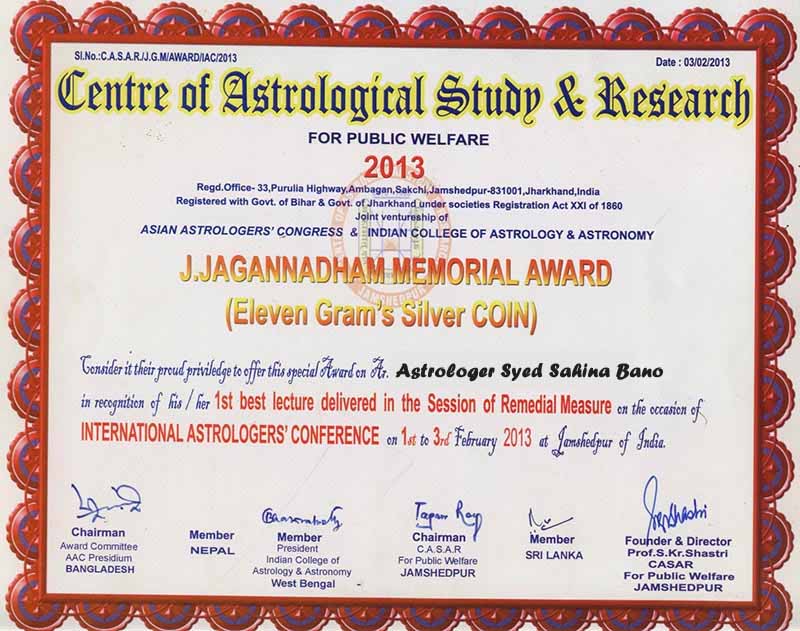 Sl.No.:C.A.S.A.R./J.G.M/AWARD/IAC/2013
Date : 03/02/2013
Centre of Astrological Study & Research
FOR PUBLIC WELFARE
2013
Regd.Office- 33,Purulia Highway,Ambagan,Sakchi,Jamshedpur-831001,Jharkhand,India
Registered with Govt. of Bihar & Govt. of Jharkhand under societies Registration Act XXI of 1860
Joint ventureship of
ASIAN ASTROLOGERS' CONGRESS & INDIAN COLLEGE OF ASTROLOGY & ASTRONOMY
J.JAGANNADHAM MEMORIAL AWARD
(Eleven Gram's Silver COIN)
JAMSHEDPUR
Consider it their proud priviledge to offer this special Award on Ar. Astrologer Syed Sahina Bano
in recognition of his / her 1st best lecture delivered in the Session of Remedial Measure on the occasion of
INTERNATIONAL ASTROLOGERS' CONFERENCE on 1st to 3rd February 2013 at Jamshedpur of India.
Tapan Roy
Chairman
Award Committee
AAC Presidium
BANGLADESH
Member
NEPAL
Member
President
Indian College of
Astrology & Astronomy
West Bengal
Chairman
C.A.S.A.R
For Public Welfare
JAMSHEDPUR
Member
SRI LANKA
Founder & Director
Prof.S.Kr.Shastri
CASAR
For Public Welfare
JAMSHEDPUR